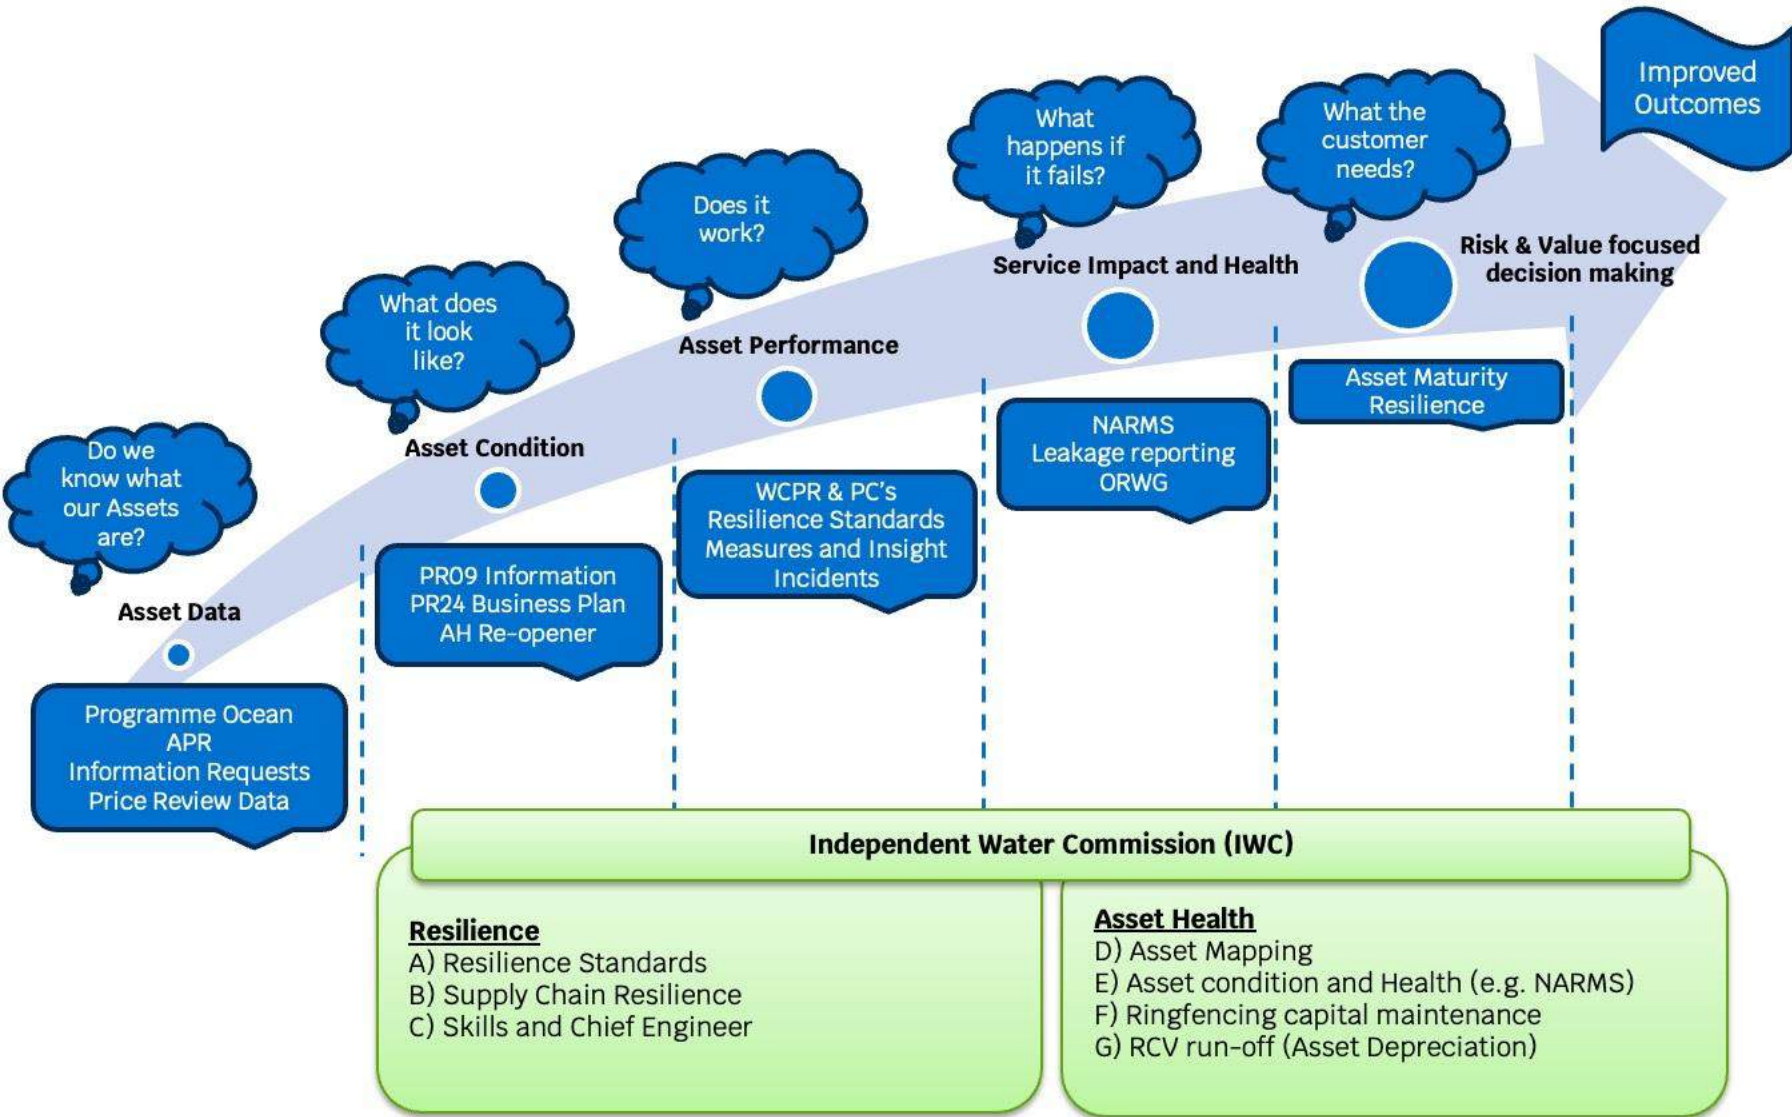 Improved
Outcomes
What the
customer
needs?
What
happens if
it fails?
Does it
work?
What does
it look
like?
Do we
know what
our Assets
are?
Risk & Value focused
decision making
Service Impact and Health
Asset Performance
Asset Condition
Asset Data
Asset Maturity
Resilience
NARMS
Leakage reporting
ORWG
WCPR & PC's
Resilience Standards
Measures and Insight
Incidents
PR09 Information
PR24 Business Plan
AH Re-opener
Programme Ocean
APR
Information Requests
Price Review Data
Independent Water Commission (IWC)
Resilience
A) Resilience Standards
B) Supply Chain Resilience
C) Skills and Chief Engineer
Asset Health
D) Asset Mapping
E) Asset condition and Health (e.g. NARMS)
F) Ringfencing capital maintenance
G) RCV run-off (Asset Depreciation)